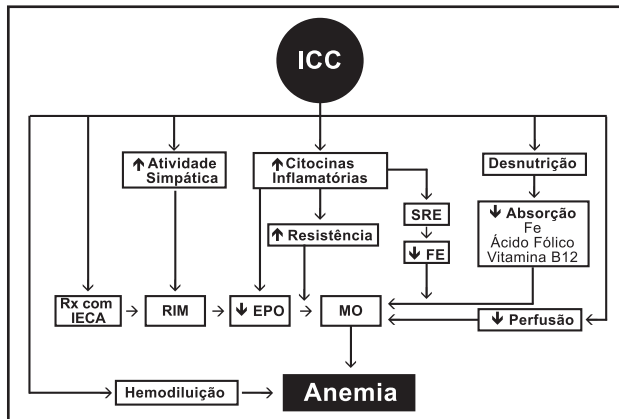 ICC
↑ Atividade
Simpática
↑ Citocinas
Inflamatórias
Desnutrição
SRE
↓ Absorção
Fe
Ácido Fólico
Vitamina B12
↑ Resistência
↓ FE
Rx com
IECA
RIM
↓ EPO
MO
↓ Perfusão
Hemodiluição
Anemia